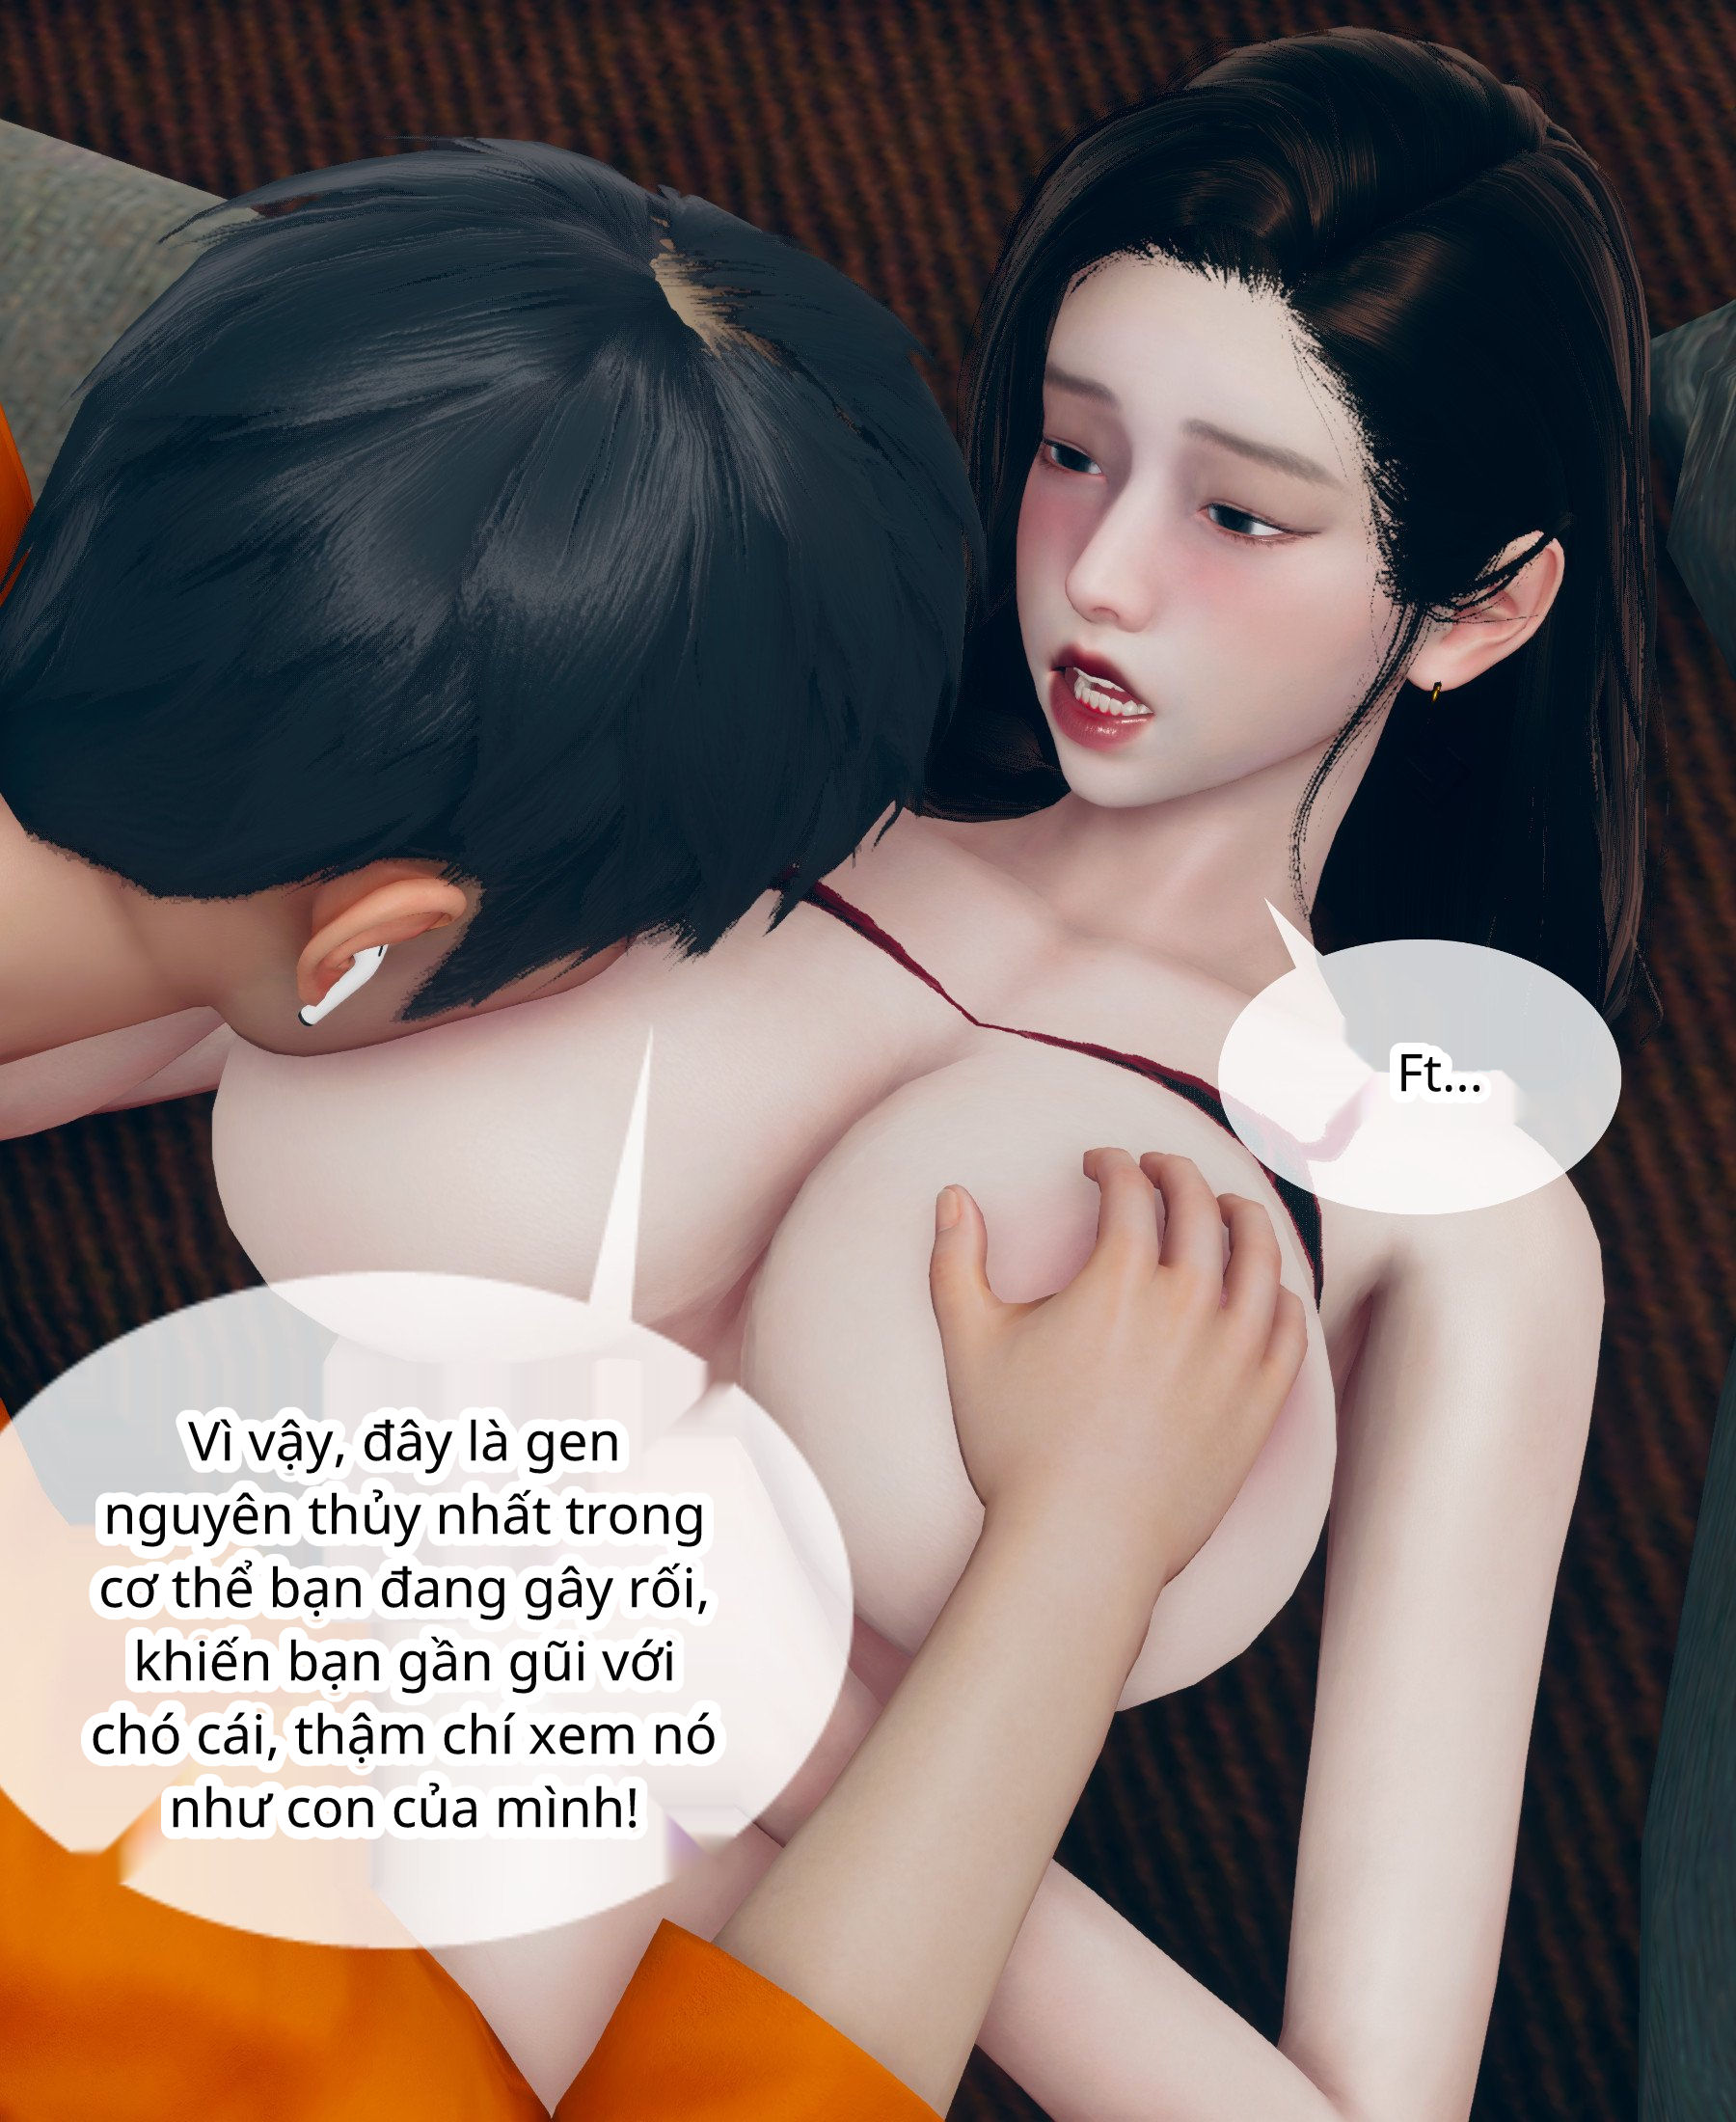 Ft...
Vì vậy, đây là gen
nguyên thủy nhất trong
cơ thể bạn đang gây rối,
khiến bạn gần gũi với
chó cái, thậm chí xem nó
như con của mình!